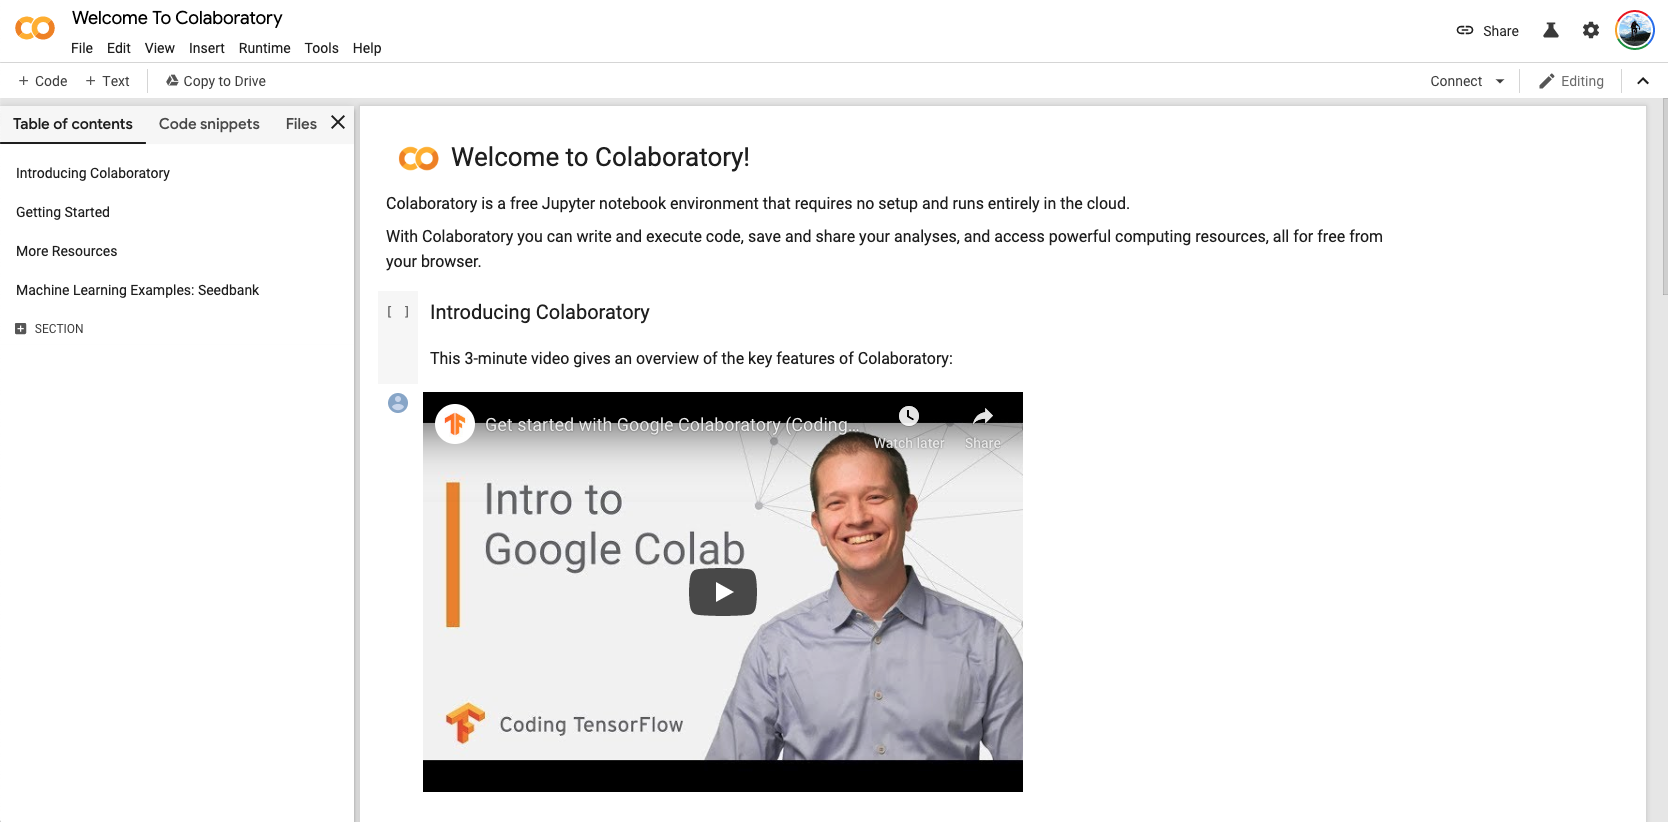 Welcome To Colaboratory
File Edit View Insert Runtime Tools Help
Share
+ Code + Text Copy to Drive
Connect Editing
Table of contents Code snippets Files
Introducing Colaboratory
Getting Started
More Resources
Machine Learning Examples: Seedbank
SECTION
Welcome to Colaboratory!
Colaboratory is a free Jupyter notebook environment that requires no setup and runs entirely in the cloud.
With Colaboratory you can write and execute code, save and share your analyses, and access powerful computing resources, all for free from
your browser.
[ ] Introducing Colaboratory
This 3-minute video gives an overview of the key features of Colaboratory:
Get started with Google Colaboratory (Coding...
Watch later Share
Intro to
Google Colab
Coding TensorFlow